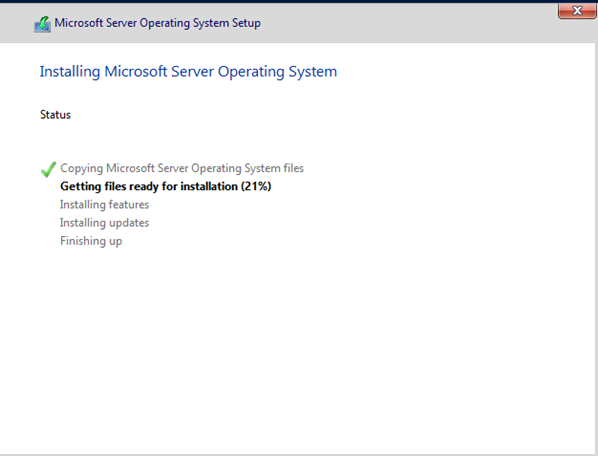 Microsoft Server Operating System Setup
Installing Microsoft Server Operating System
Status
Copying Microsoft Server Operating System files
Getting files ready for installation (21%)
Installing features
Installing updates
Finishing up